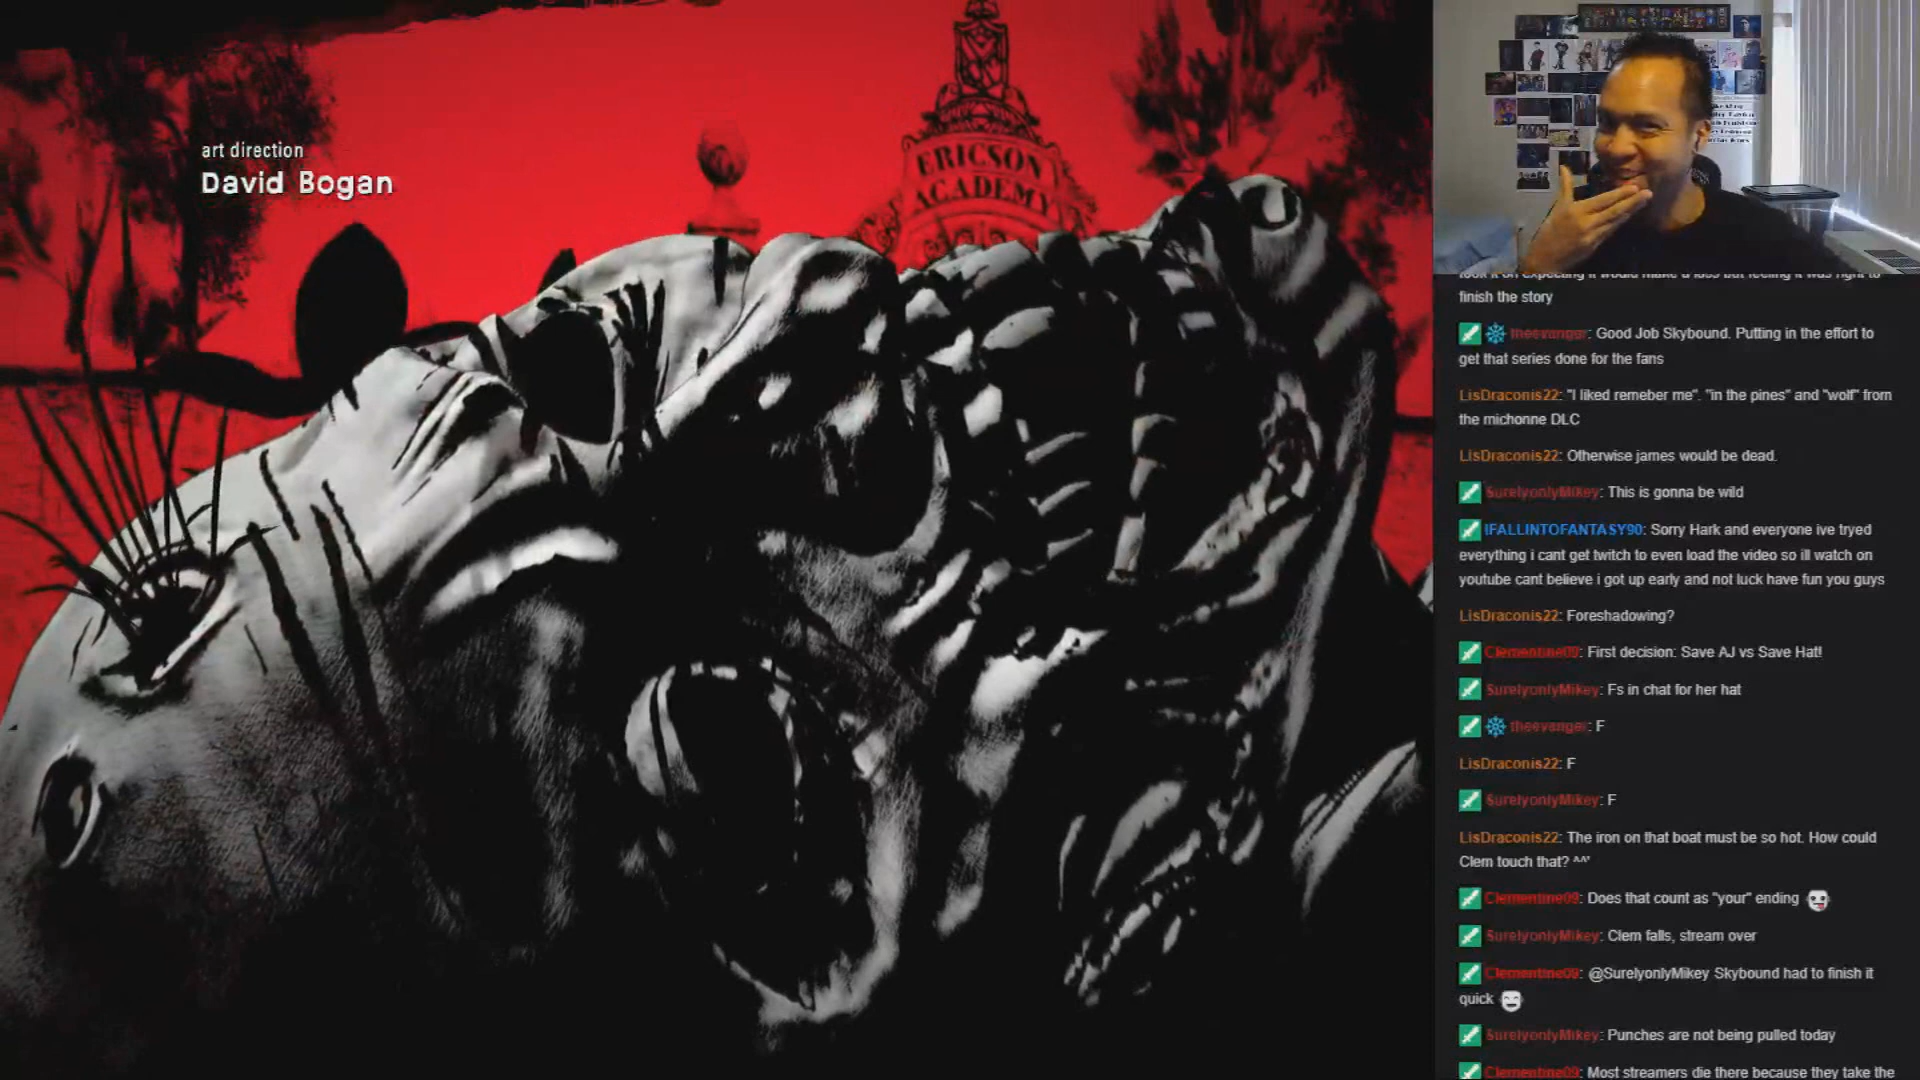 art direction
David Bogan
ERICSON
ACADEMY
finish the story
theevanger: Good Job Skybound. Putting in the effort to
get that series done for the fans
LisDraconis22: "I liked remeber me". "in the pines" and "wolf" from
the michonne DLC
LisDraconis22: Otherwise james would be dead.
SurelyonlyMikey: This is gonna be wild
IFALLINTOFANTASY90: Sorry Hark and everyone ive tryed
everything i cant get twitch to even load the video so ill watch on
youtube cant believe i got up early and not luck have fun you guys
LisDraconis22: Foreshadowing?
Clementine09: First decision: Save AJ vs Save Hat!
SurelyonlyMikey: Fs in chat for her hat
theevanger: F
LisDraconis22: F
SurelyonlyMikey: F
LisDraconis22: The iron on that boat must be so hot. How could
Clem touch that? ^^'
Clementine09: Does that count as "your" ending
SurelyonlyMikey: Clem falls, stream over
Clementine09: @SurelyonlyMikey Skybound had to finish it
quick
SurelyonlyMikey: Punches are not being pulled today
Clementine09: Most streamers die there because they take the